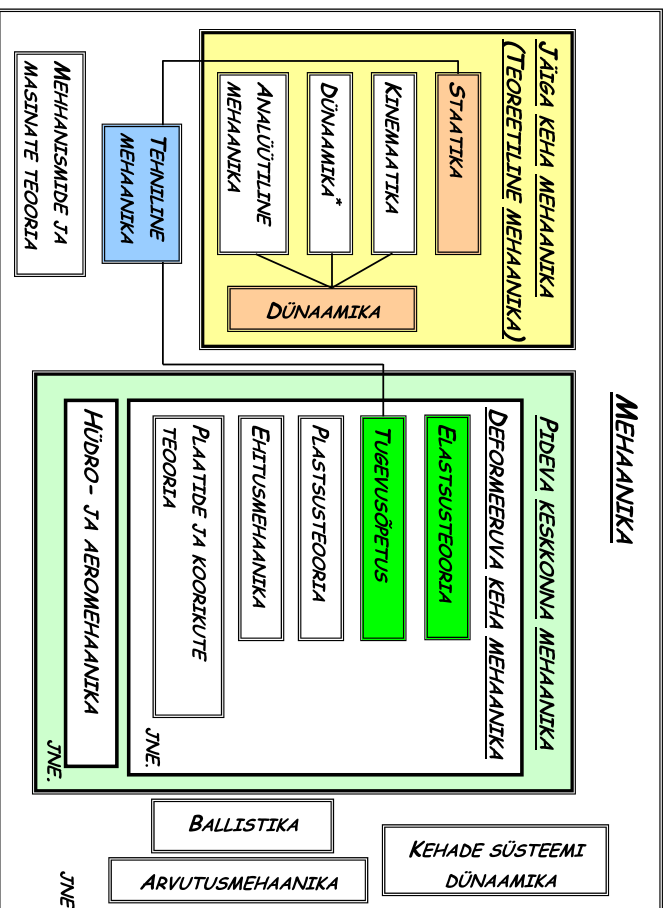 MEHAANIKA
JÄIGA KEHA MEHAANIKA
(TEOREETILINE MEHAANIKA)
STAATIKA
KINEMAATIKA
DÜNAAMIKA*
ANALÜÜTILINE
MEHAANIKA
DÜNAAMIKA
TEHNILINE
MEHAANIKA
MEHHANISMIDE JA
MASINATE TEOORIA
PIDEVA KESKKONNA MEHAANIKA
DEFORMEERUVA KEHA MEHAANIKA
ELASTSUSTEOORIA
TUGEVUSÕPETUS
PLASTSUSTEOORIA
EHITUSMEHAANIKA
PLAATIDE JA KOORIKUTE
TEOORIA
JNE.
HÜDRO- JA AEROMEHAANIKA
JNE.
KEHADE SÜSTEEMI
DÜNAAMIKA
BALLISTIKA
ARVUTUSMEHAANIKA
JNE